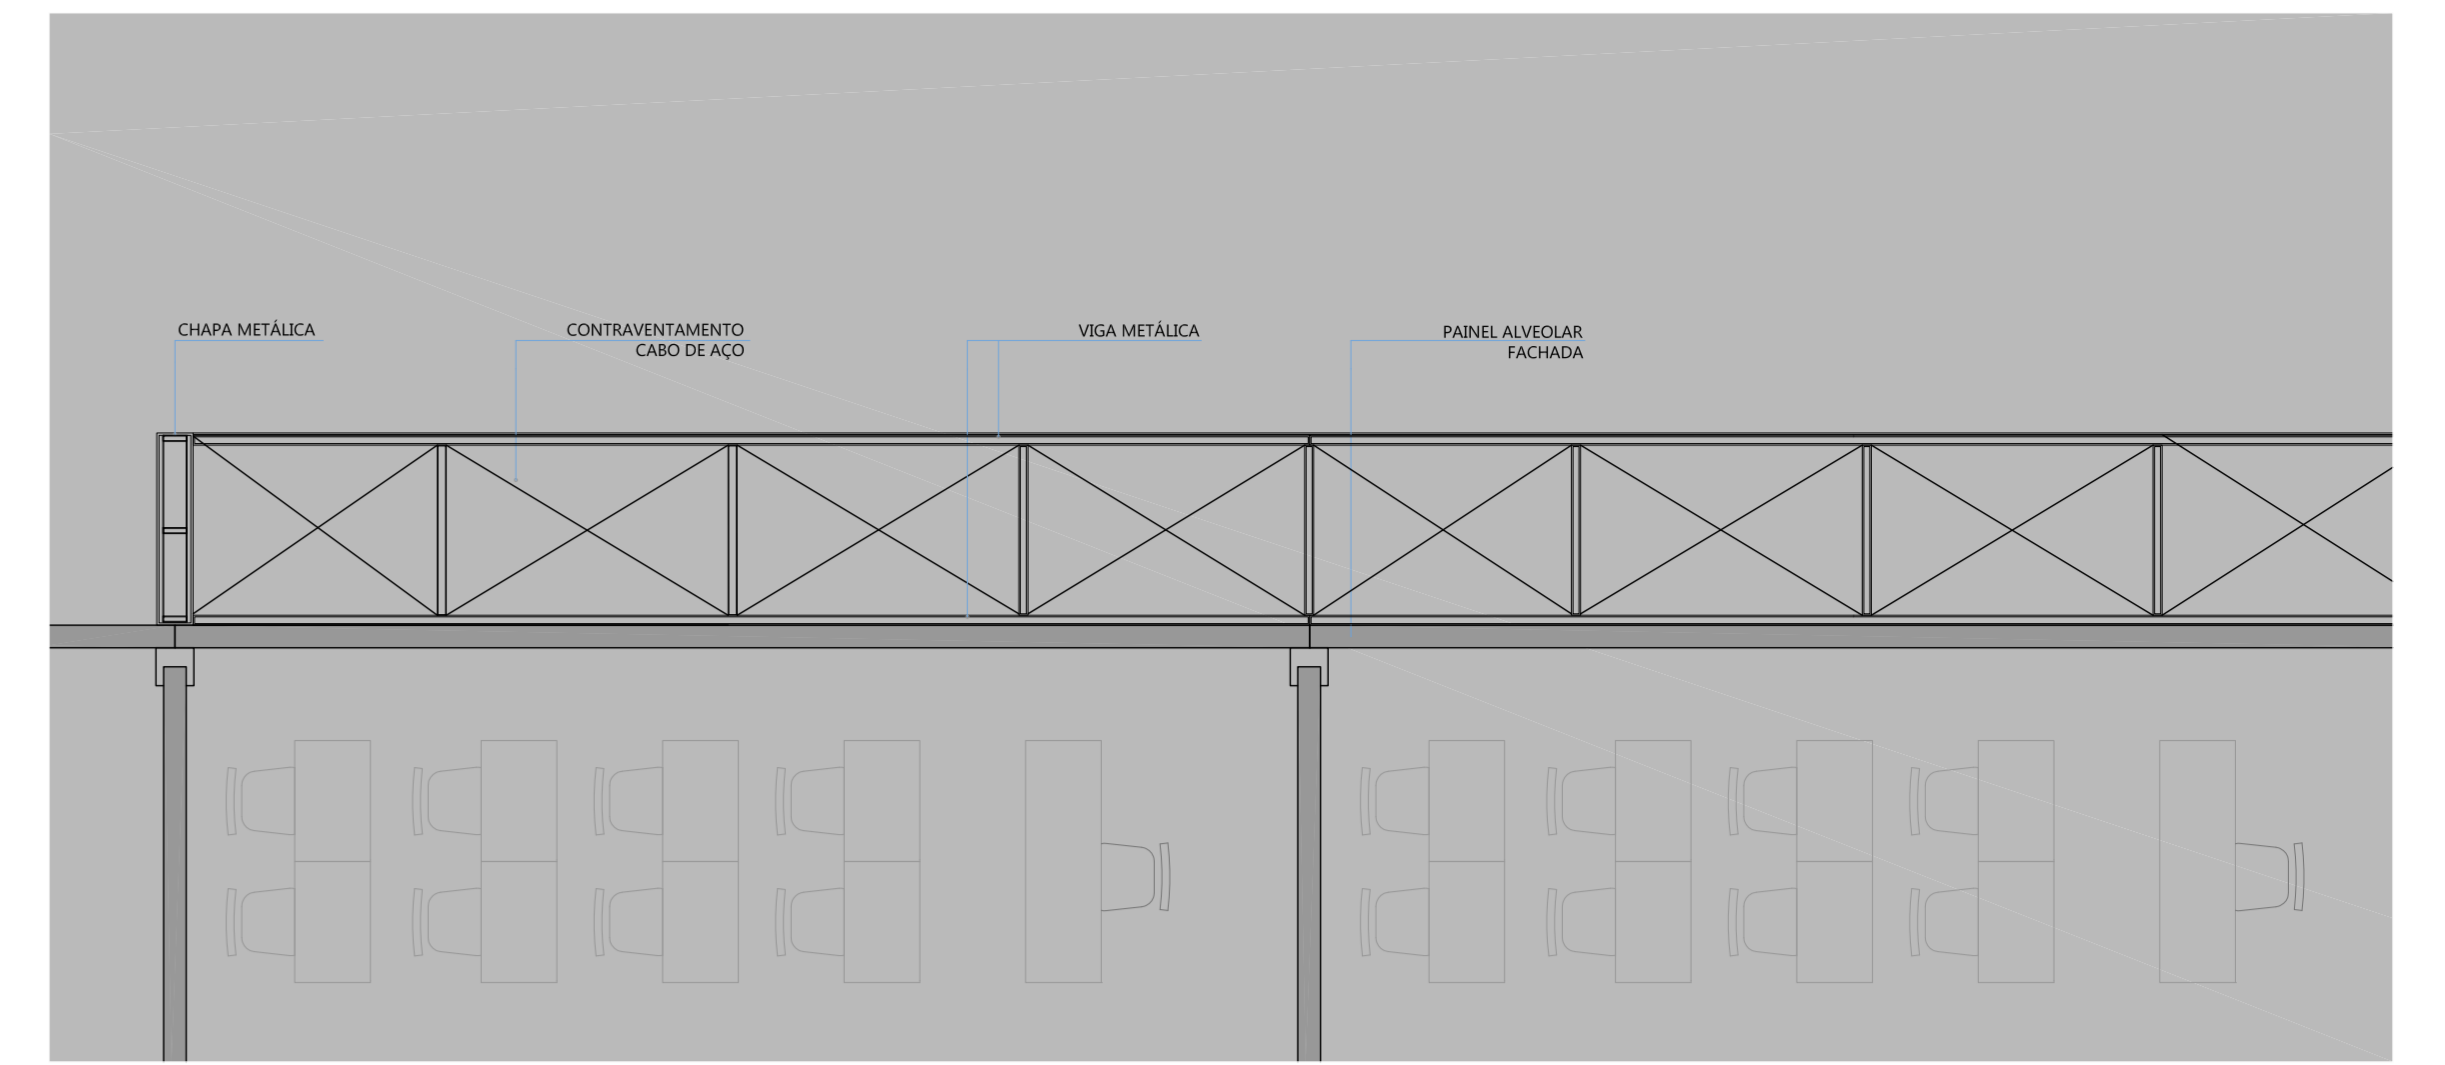 CHAPA METÁLICA
CONTRAVENTAMENTO
CABO DE AÇO
VIGA METÁLICA
PAINEL ALVEOLAR
FACHADA